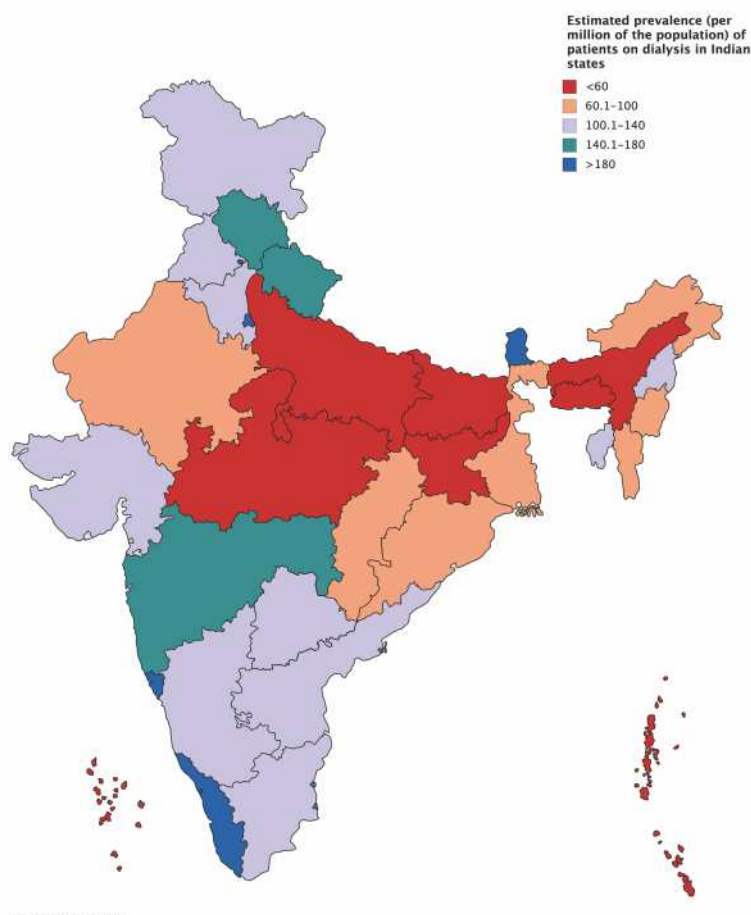 Estimated prevalence (per
million of the population) of
patients on dialysis in Indian
states
<60
60.1–100
100.1–140
140.1–180
>180